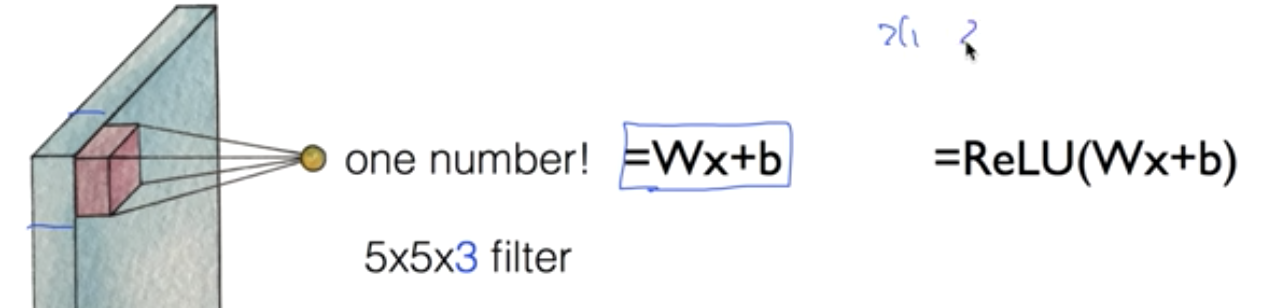 one number! =Wx+b =ReLU(Wx+b)
5x5x3 filter